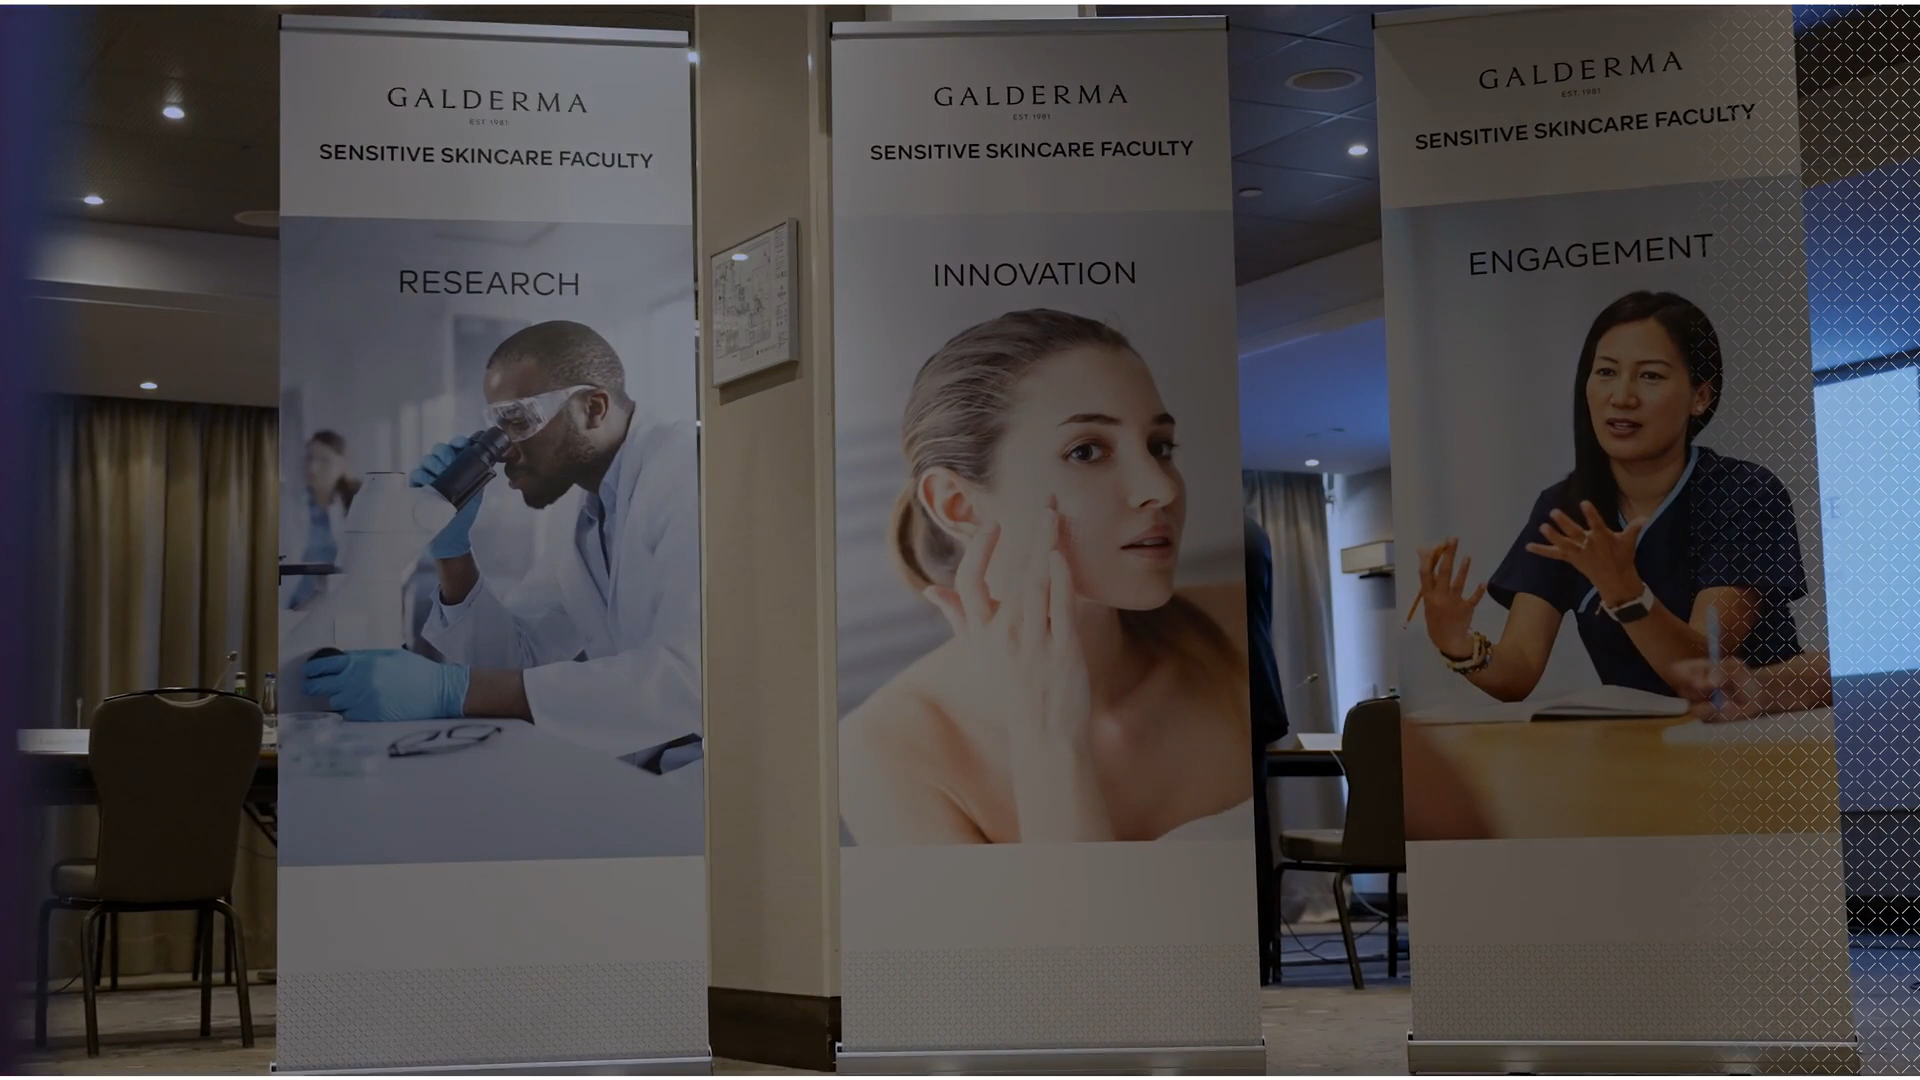 GALDERMA
EST. 1981
SENSITIVE SKINCARE FACULTY
RESEARCH
GALDERMA
EST. 1981
SENSITIVE SKINCARE FACULTY
INNOVATION
GALDERMA
EST. 1981
SENSITIVE SKINCARE FACULTY
ENGAGEMENT